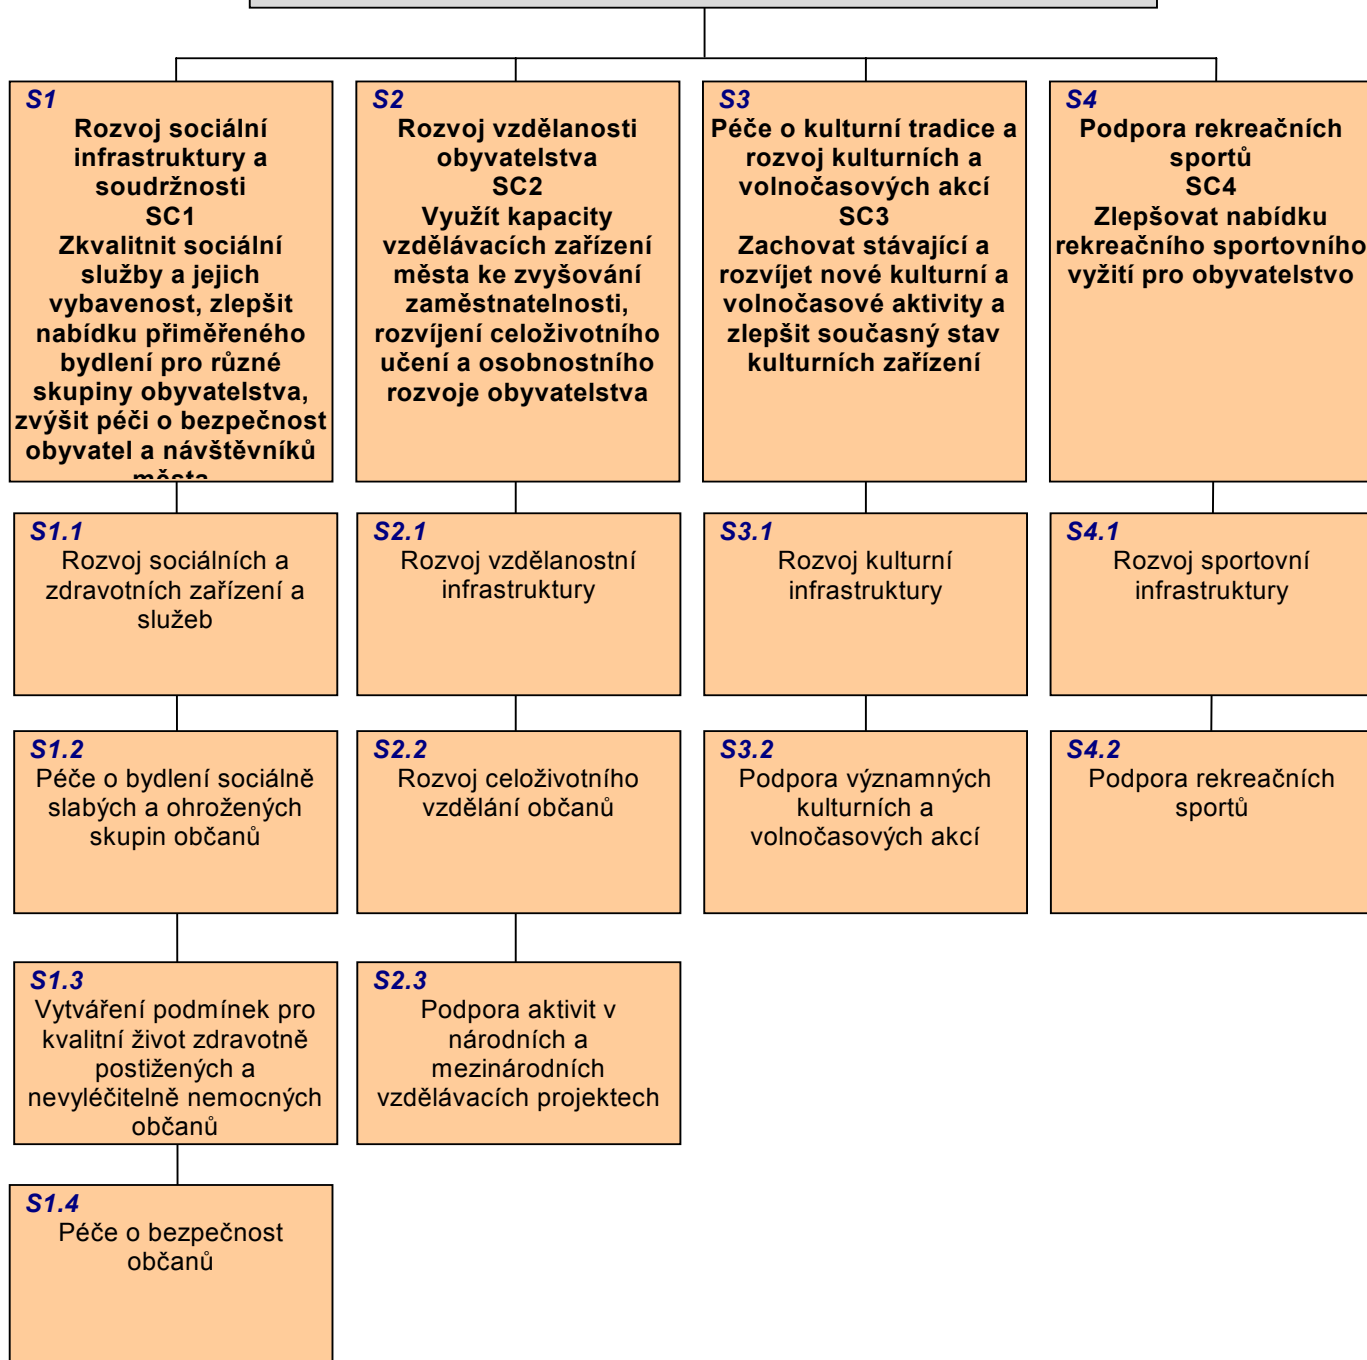 S1
Rozvoj sociální
infrastruktury a
soudržnosti
SC1
Zkvalitnit sociální
služby a jejich
vybavenost, zlepšit
nabídku přiměřeného
bydlení pro různé
skupiny obyvatelstva,
zvýšit péči o bezpečnost
obyvatel a návštěvníků
města
S2
Rozvoj vzdělanosti
obyvatelstva
SC2
Využít kapacity
vzdělávacích zařízení
města ke zvyšování
zaměstnatelnosti,
rozvíjení celoživotního
učení a osobnostního
rozvoje obyvatelstva
S3
Péče o kulturní tradice a
rozvoj kulturních a
volnočasových akcí
SC3
Zachovat stávající a
rozvíjet nové kulturní a
volnočasové aktivity a
zlepšit současný stav
kulturních zařízení
S4
Podpora rekreačních
sportů
SC4
Zlepšovat nabídku
rekreačního sportovního
vyžití pro obyvatelstvo
S1.1
Rozvoj sociálních a
zdravotních zařízení a
služeb
S2.1
Rozvoj vzdělanostní
infrastruktury
S3.1
Rozvoj kulturní
infrastruktury
S4.1
Rozvoj sportovní
infrastruktury
S1.2
Péče o bydlení sociálně
slabých a ohrožených
skupin občanů
S2.2
Rozvoj celoživotního
vzdělání občanů
S3.2
Podpora významných
kulturních a
volnočasových akcí
S4.2
Podpora rekreačních
sportů
S1.3
Vytváření podmínek pro
kvalitní život zdravotně
postižených a
nevyléčitelně nemocných
občanů
S2.3
Podpora aktivit v
národních a
mezinárodních
vzdělávacích projektech
S1.4
Péče o bezpečnost
občanů